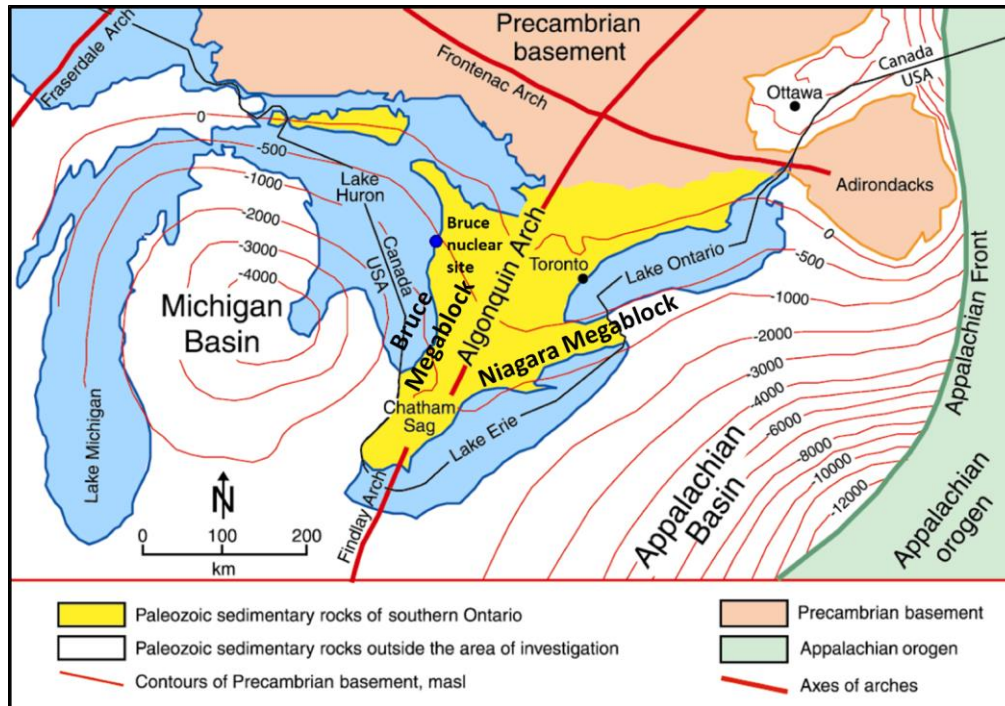 Precambrian
basement
Fraserdale Arch
Frontenac Arch
Canada
USA
Ottawa
Adirondacks
0
-500
-1000
-2000
-3000
-4000
Lake
Huron
Canada
USA
Bruce
nuclear
site
Michigan
Basin
Lake Michigan
Bruce
Megablock
Algonquin Arch
Toronto
Lake Ontario
Niagara Megablock
Chatham
Sag
Lake Erie
Findlay Arch
0
-500
-1000
-2000
-3000
-4000
-6000
-8000
-10000
-12000
Appalachian
Basin
Appalachian Front
Appalachian
orogen
N
0 100 200
km
Paleozoic sedimentary rocks of southern Ontario
Paleozoic sedimentary rocks outside the area of investigation
Contours of Precambrian basement, masl
Precambrian basement
Appalachian orogen
Axes of arches